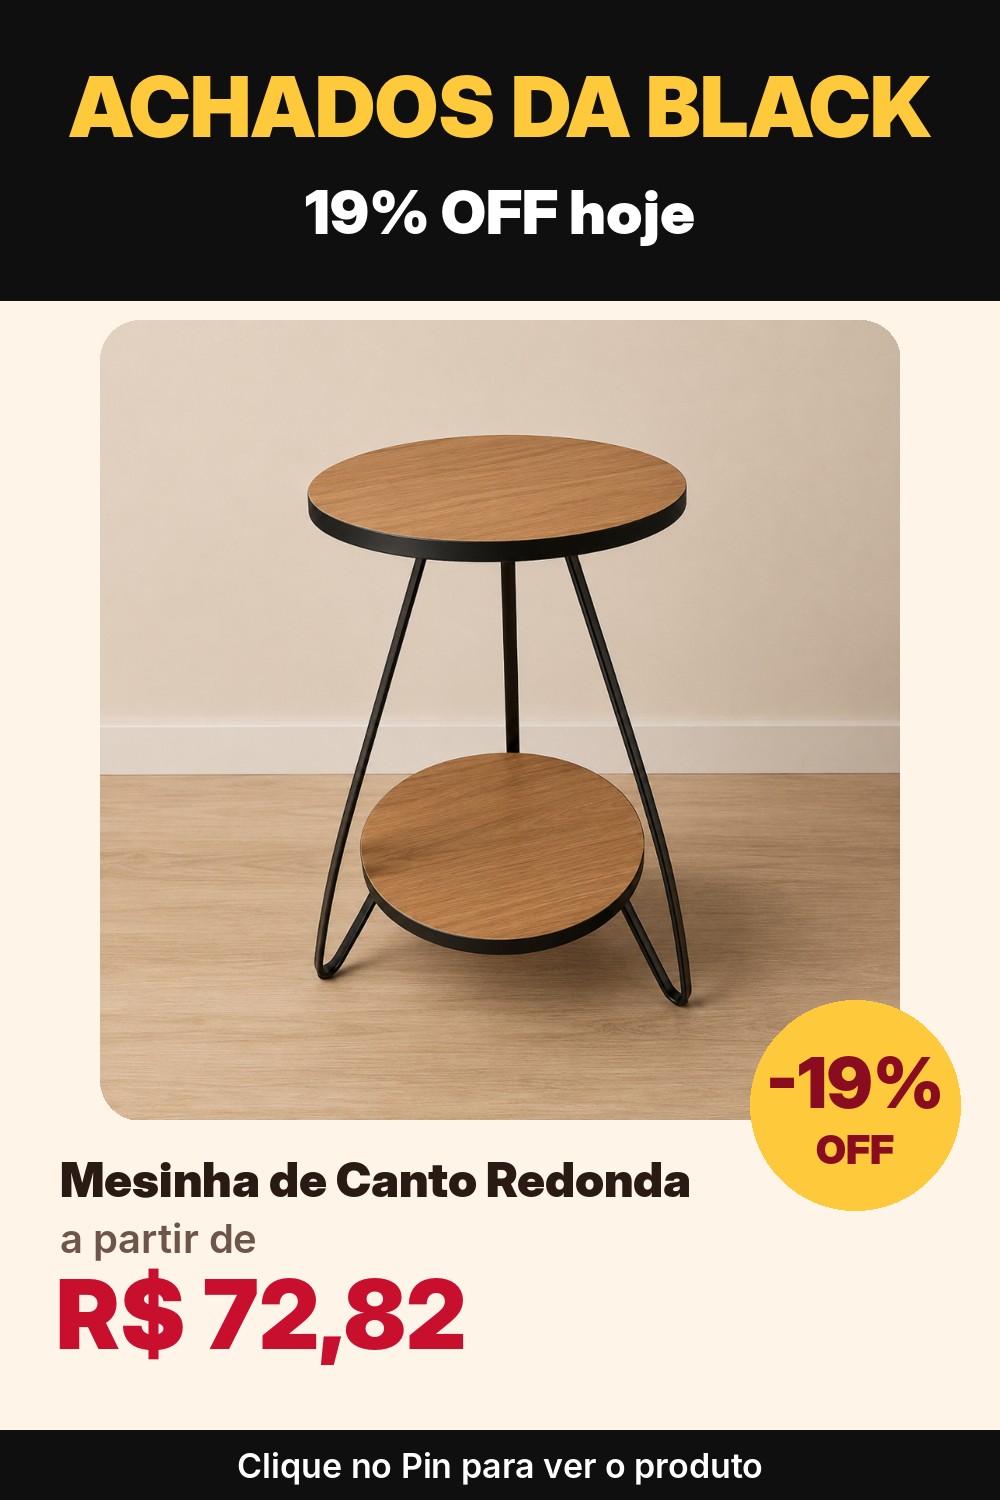 ACHADOS DA BLACK
19% OFF hoje
-19%
OFF
Mesinha de Canto Redonda
a partir de
R$ 72,82
Clique no Pin para ver o produto